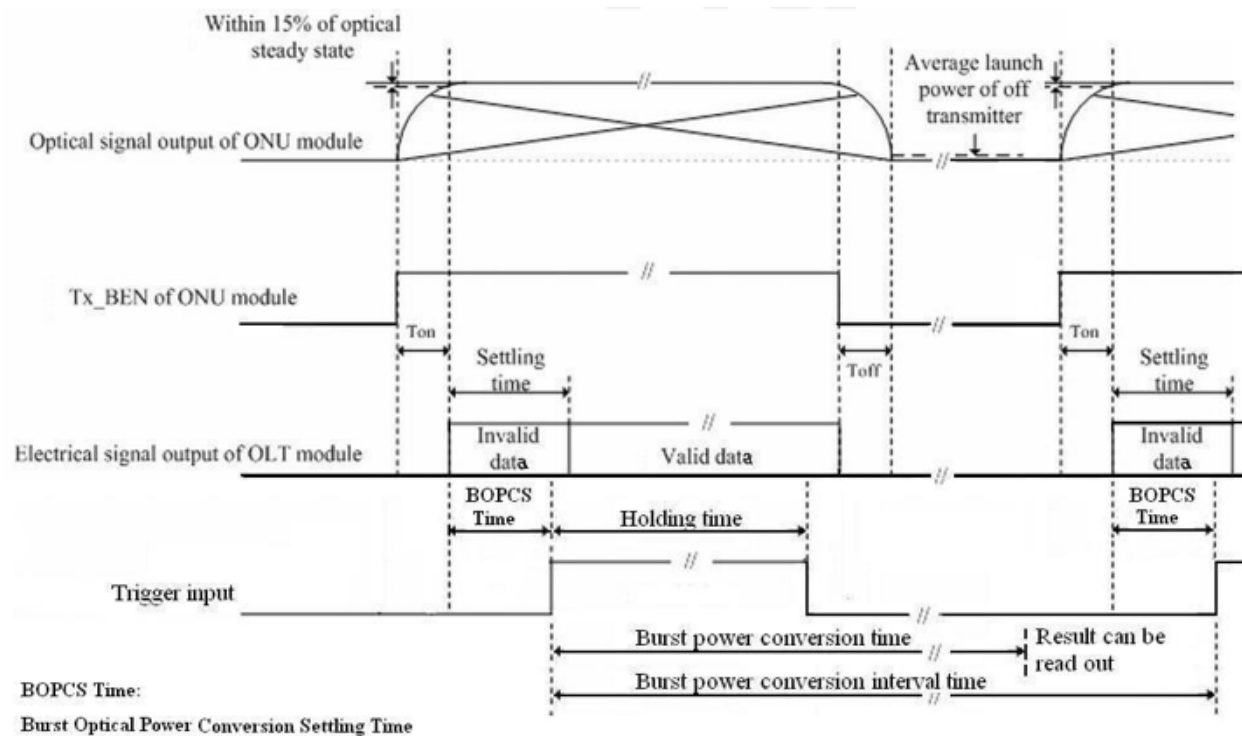 Within 15% of optical
steady state
Average launch
power of off
transmitter
Optical signal output of ONU module
//
//
//
Tx_BEN of ONU module
//
Ton
Ton
Settling
time
Toff
Settling
time
Electrical signal output of OLT module
Invalid
data
//
Valid data
//
Invalid
data
BOPCS
Time
Holding time
BOPCS
Time
Trigger input
//
//
Burst power conversion time
//
Result can be
read out
Burst power conversion interval time
//
BOPCS Time:
Burst Optical Power Conversion Settling Time